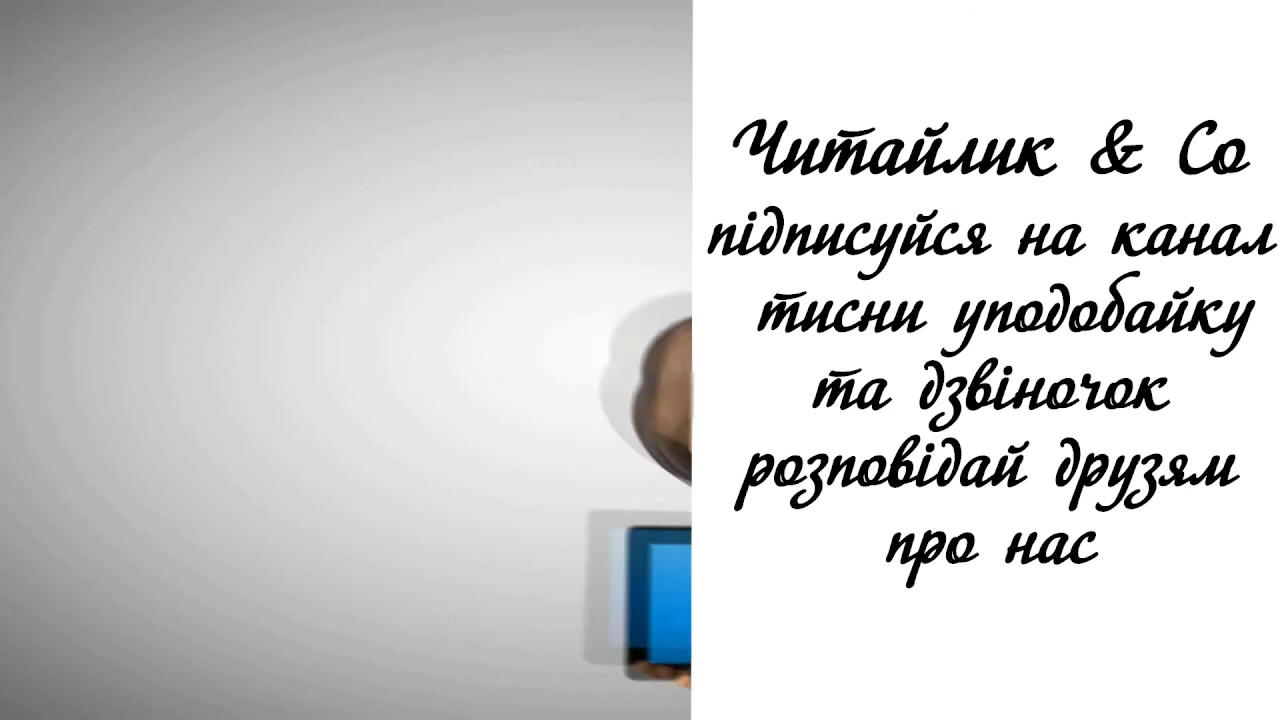 Читайлик & Co
підписуйся на канал
тисни уподобайку
та дзвіночок
розповідай друзям
про нас